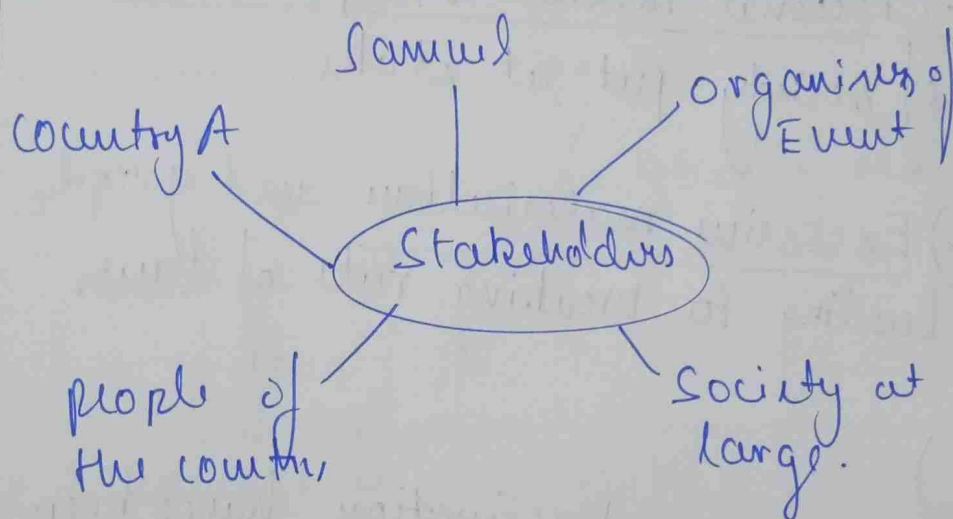 Samuel
Country A
Organisers of
Event
Stakeholders
people of
the country
Society at
large.